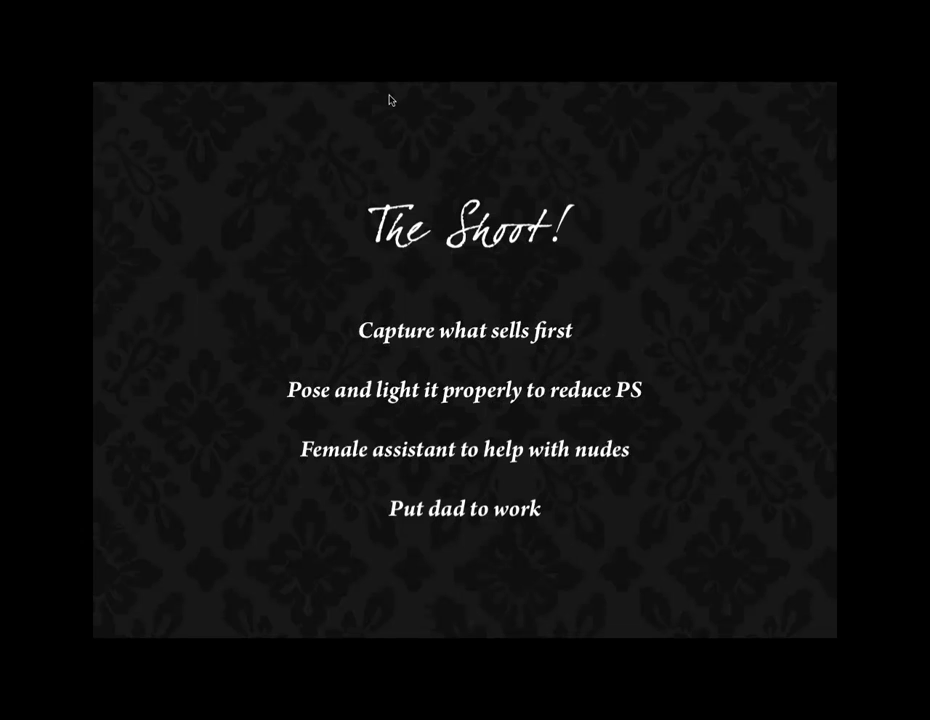 The Shoot!
Capture what sells first
Pose and light it properly to reduce PS
Female assistant to help with nudes
Put dad to work